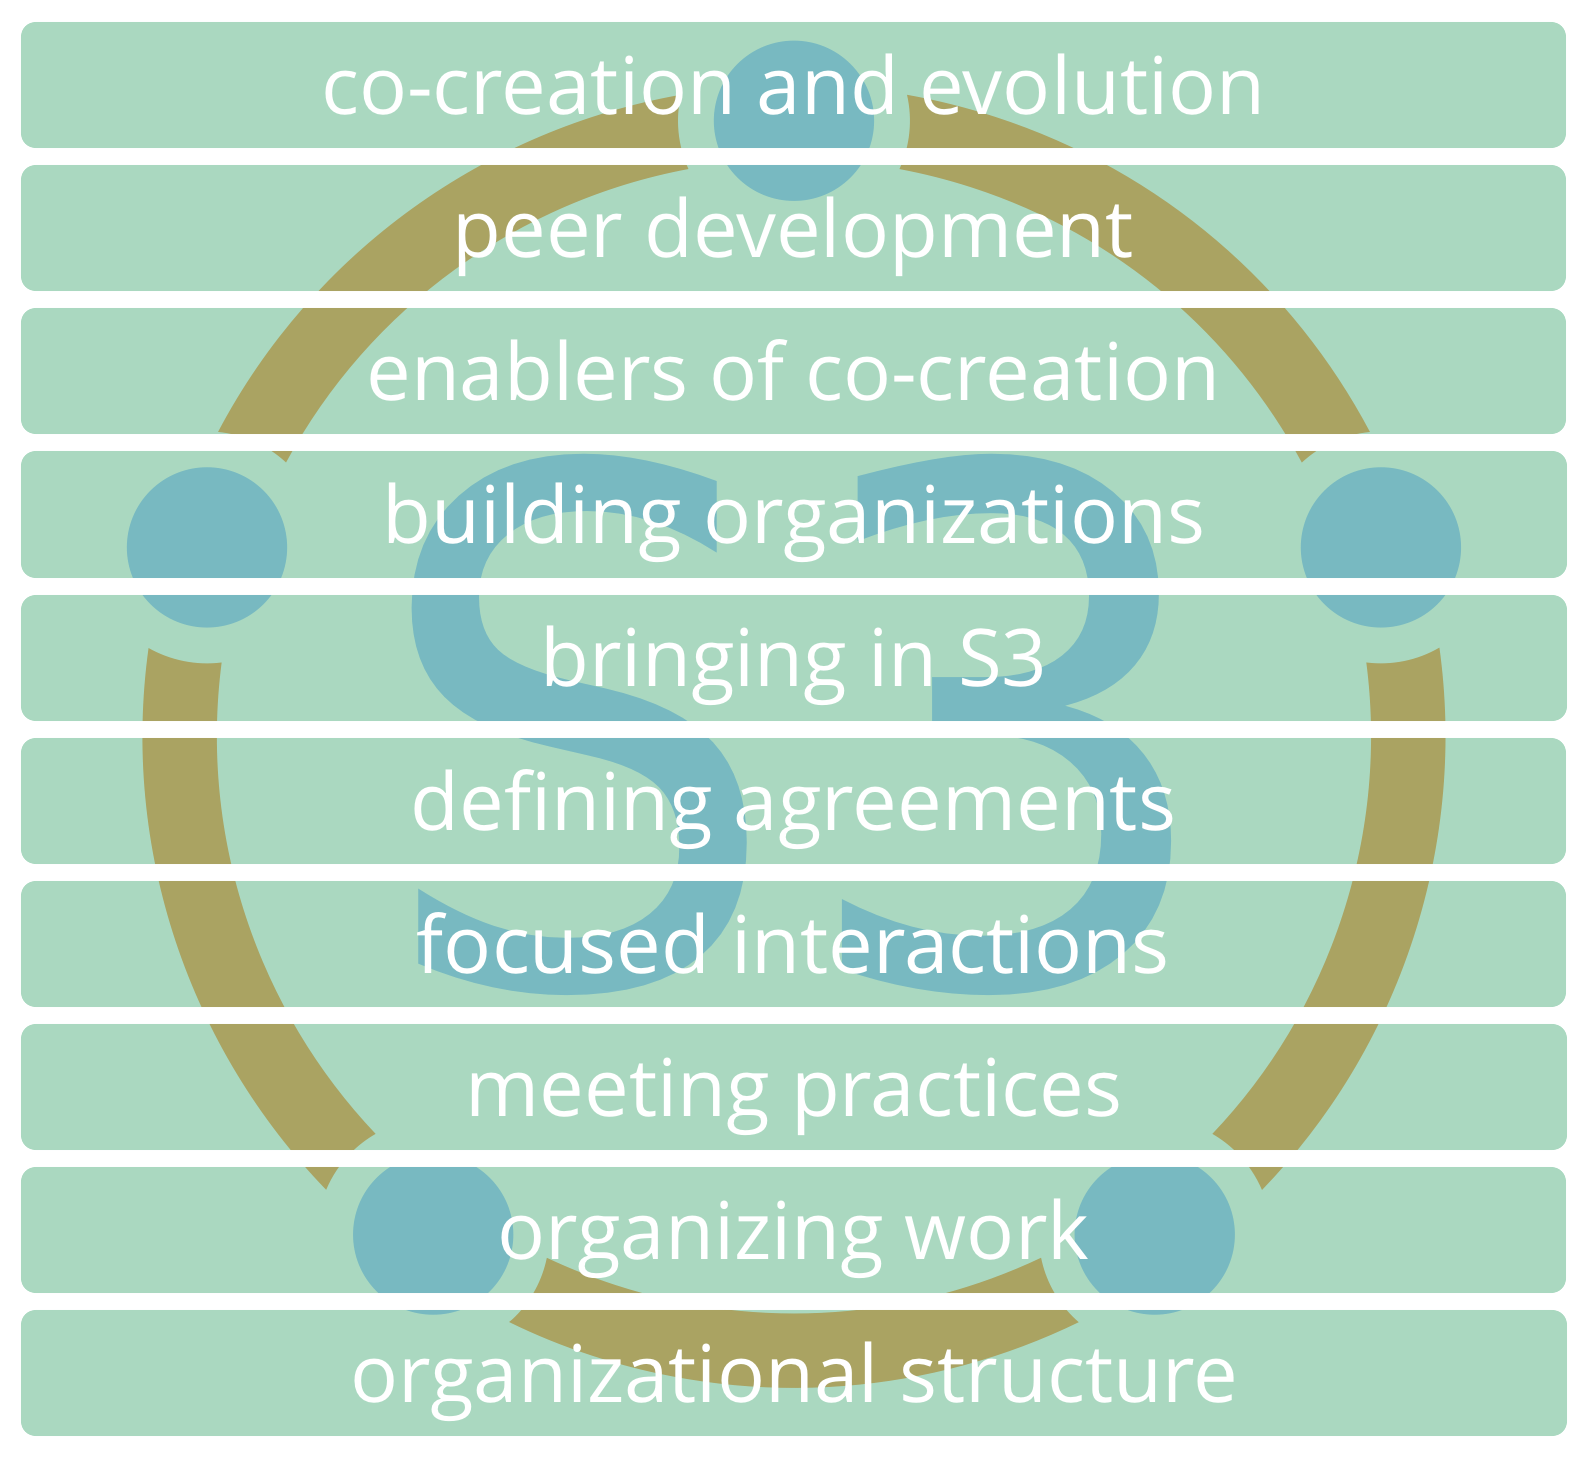 co-creation and evolution
peer development
enablers of co-creation
building organizations
bringing in S3
defining agreements
focused interactions
meeting practices
organizing work
organizational structure
S3